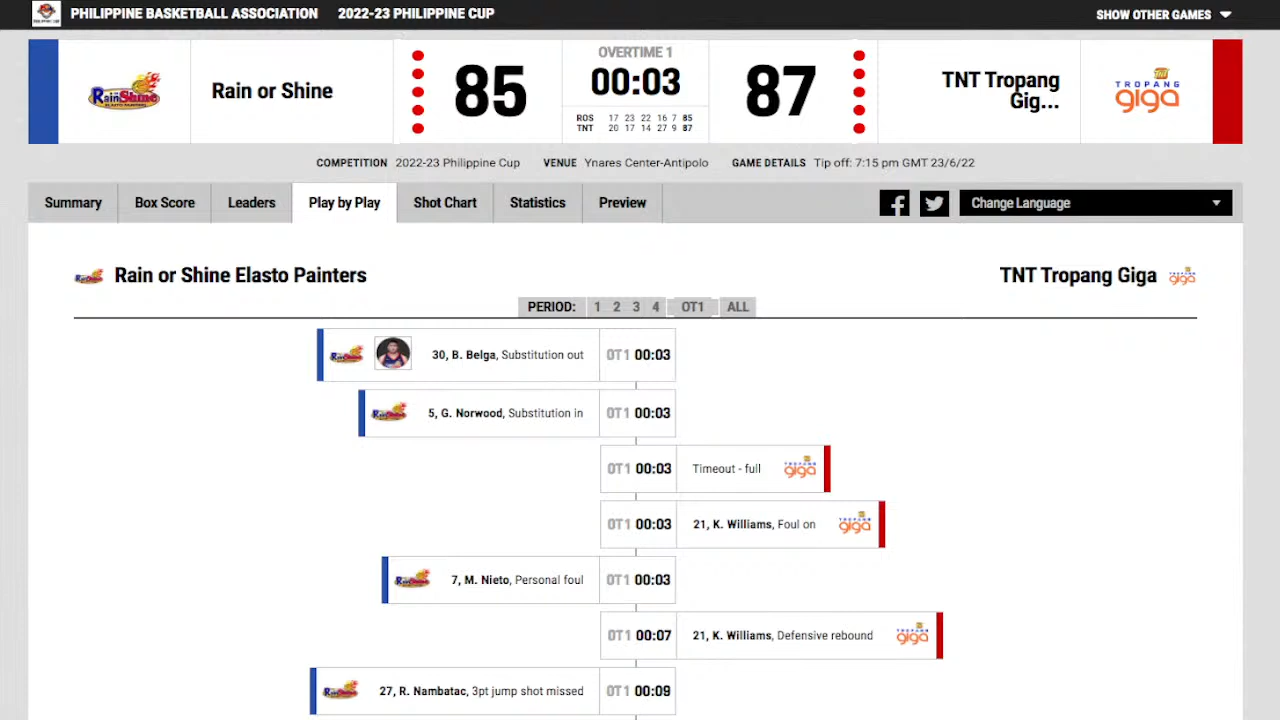 PHILIPPINE BASKETBALL ASSOCIATION 2022-23 PHILIPPINE CUP SHOW OTHER GAMES
OVERTIME 1
Rain or Shine 85 00:03 87 TNT Tropang Gig...
ROS 17 23 22 16 7 85
TNT 20 17 14 27 9 87
RainShine
ELASTO PAINTERS
TNT
TROPANG
giga
COMPETITION 2022-23 Philippine Cup VENUE Ynares Center-Antipolo GAME DETAILS Tip off: 7:15 pm GMT 23/6/22
Summary Box Score Leaders Play by Play Shot Chart Statistics Preview Change Language
Rain or Shine Elasto Painters TNT Tropang Giga
PERIOD: 1 2 3 4 OT1 ALL
30, B. Belga, Substitution out OT1 00:03
5, G. Norwood, Substitution in OT1 00:03
OT1 00:03 Timeout - full
OT1 00:03 21, K. Williams, Foul on
7, M. Nieto, Personal foul OT1 00:03
OT1 00:07 21, K. Williams, Defensive rebound
27, R. Nambatac, 3pt jump shot missed OT1 00:09